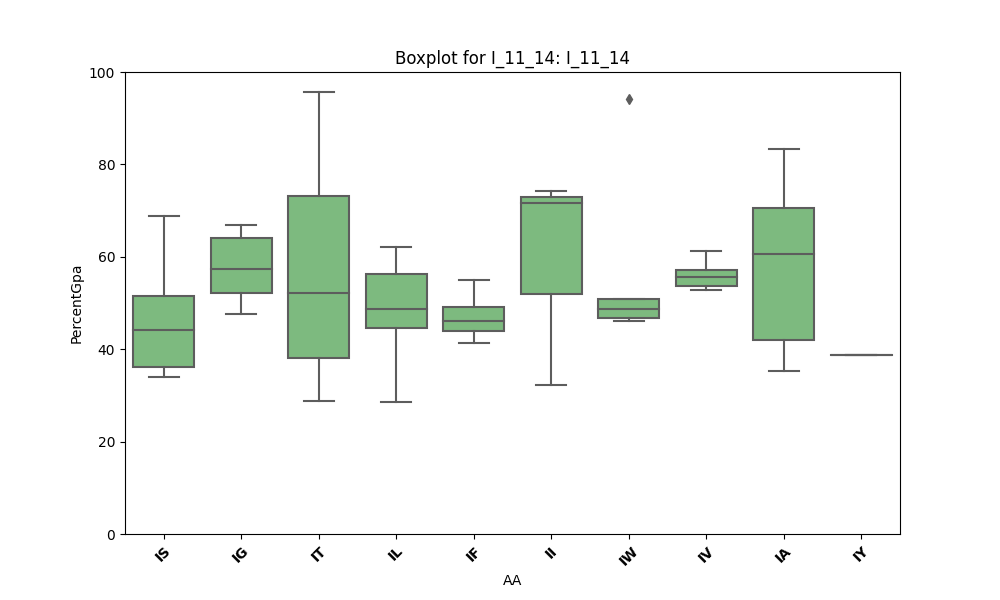 Boxplot for I_11_14: I_11_14
100
80
60
40
20
0
PercentGpa
IS
IG
IT
IL
IF
II
IW
IV
IA
IY
AA